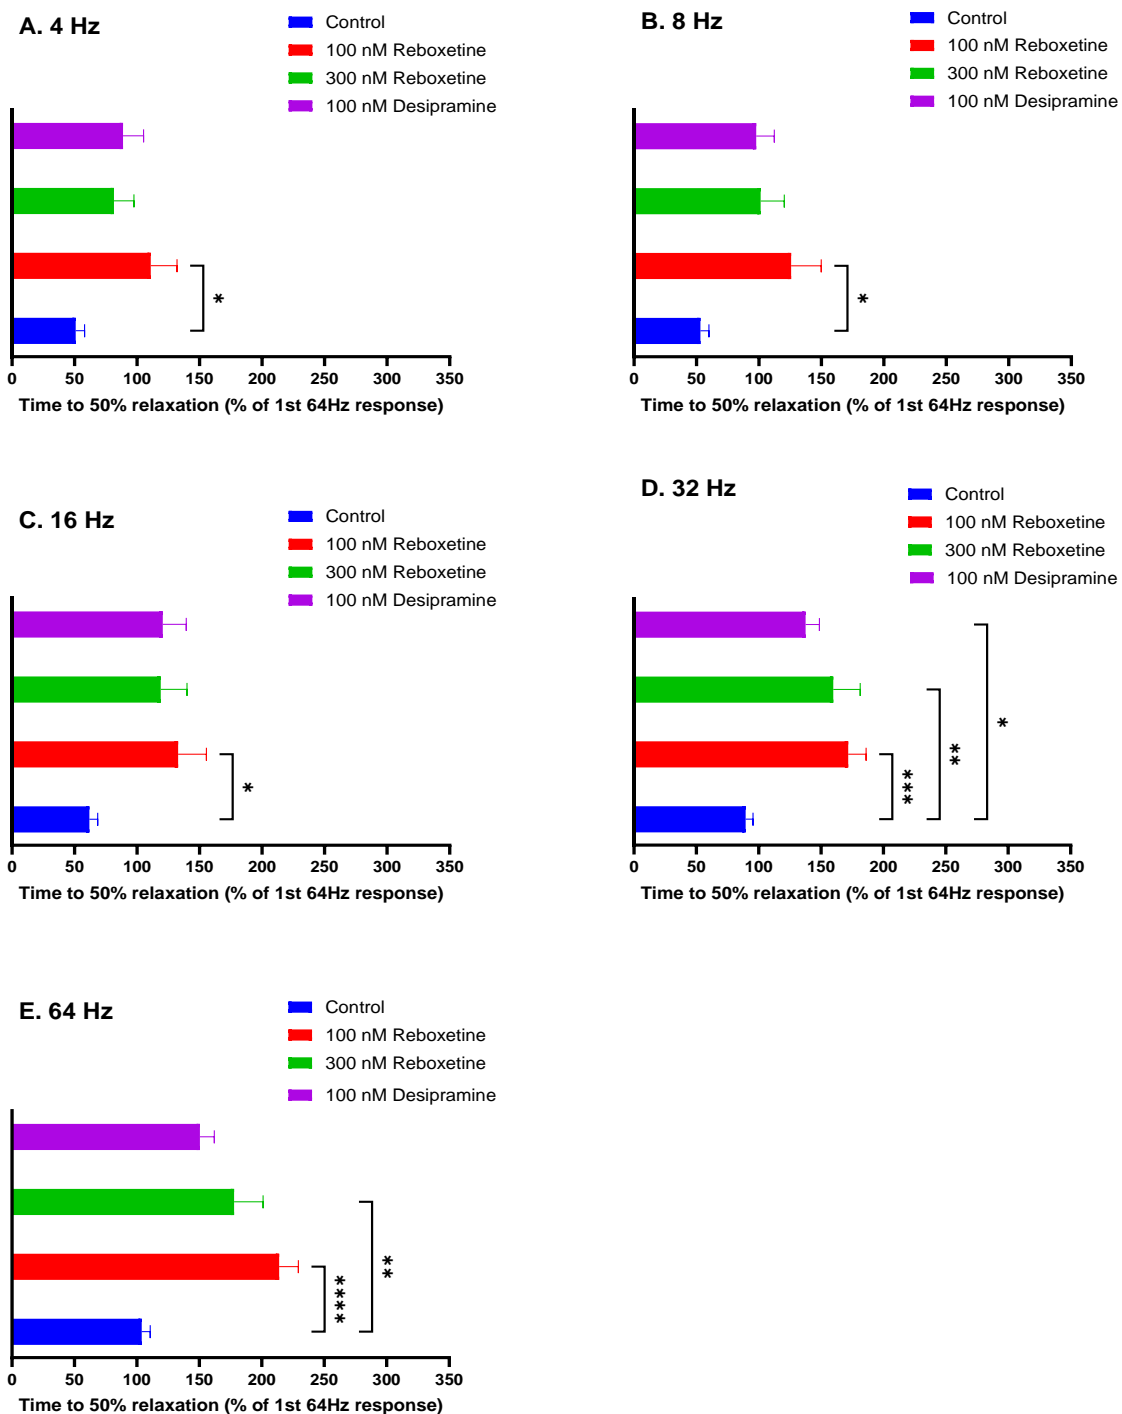 A. 4 Hz
Control
100 nM Reboxetine
300 nM Reboxetine
100 nM Desipramine
*
0 50 100 150 200 250 300 350
Time to 50% relaxation (% of 1st 64Hz response)
B. 8 Hz
Control
100 nM Reboxetine
300 nM Reboxetine
100 nM Desipramine
*
0 50 100 150 200 250 300 350
Time to 50% relaxation (% of 1st 64Hz response)
C. 16 Hz
Control
100 nM Reboxetine
300 nM Reboxetine
100 nM Desipramine
*
0 50 100 150 200 250 300 350
Time to 50% relaxation (% of 1st 64Hz response)
D. 32 Hz
Control
100 nM Reboxetine
300 nM Reboxetine
100 nM Desipramine
***
**
*
0 50 100 150 200 250 300 350
Time to 50% relaxation (% of 1st 64Hz response)
E. 64 Hz
Control
100 nM Reboxetine
300 nM Reboxetine
100 nM Desipramine
****
**
0 50 100 150 200 250 300 350
Time to 50% relaxation (% of 1st 64Hz response)